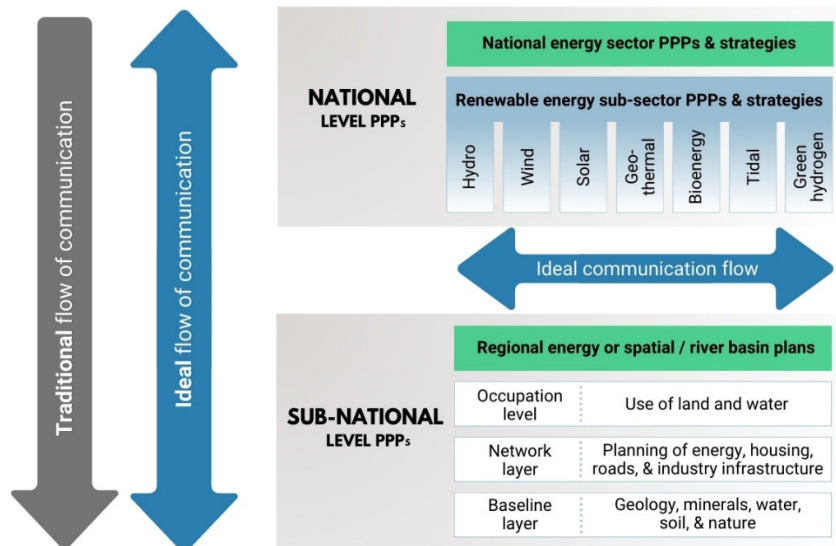 Traditional flow of communication
Ideal flow of communication
NATIONAL
LEVEL PPPs
National energy sector PPPs & strategies
Renewable energy sub-sector PPPs & strategies
Hydro
Wind
Solar
Geo-
thermal
Bioenergy
Tidal
Green
hydrogen
Ideal communication flow
SUB-NATIONAL
LEVEL PPPs
Regional energy or spatial / river basin plans
Occupation
level
Use of land and water
Network
layer
Planning of energy, housing,
roads, & industry infrastructure
Baseline
layer
Geology, minerals, water,
soil, & nature